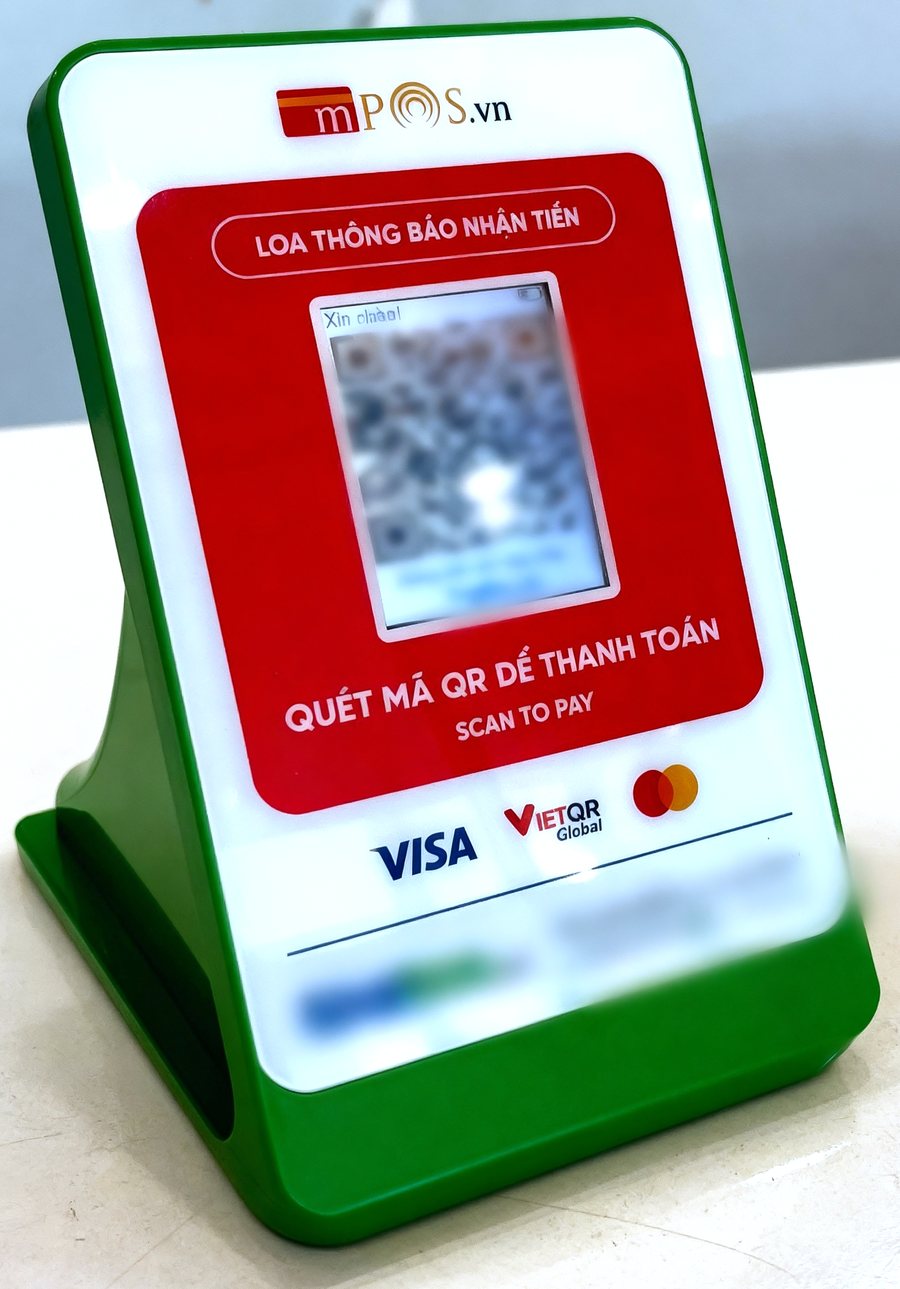 mPOS.vn
LOA THÔNG BÁO NHẬN TIỀN
Xin chào!
QUÉT MÃ QR DỂ THANH TOÁN
SCAN TO PAY
VISA
VIETQR
Global